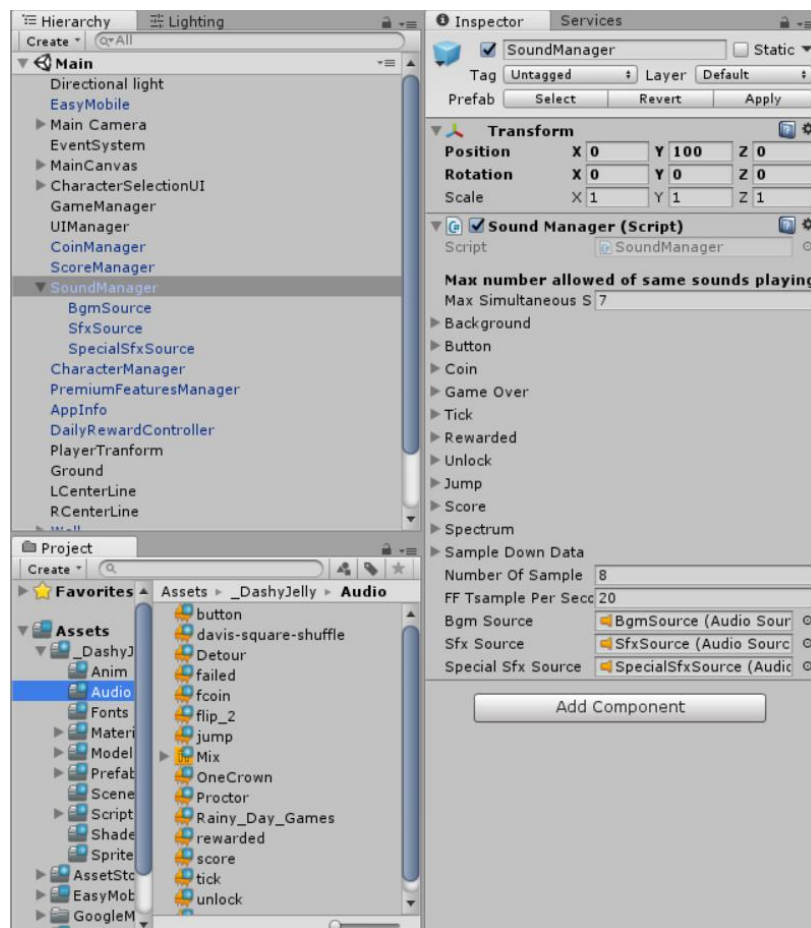 Hierarchy
Lighting
Create
All
Main
Directional light
EasyMobile
Main Camera
EventSystem
MainCanvas
CharacterSelectionUI
GameManager
UIManager
CoinManager
ScoreManager
SoundManager
BgmSource
SfxSource
SpecialSfxSource
CharacterManager
PremiumFeaturesManager
AppInfo
DailyRewardController
PlayerTranform
Ground
LCenterLine
RCenterLine
Project
Create
Favorites
Assets
_DashyJ
Anim
Audio
Fonts
Materi
Model
Prefab
Scene
Script
Shade
Sprite
AssetSto
EasyMob
GoogleM
Assets _DashyJelly Audio
button
davis-square-shuffle
Detour
failed
fcoin
flip_2
jump
Mix
OneCrown
Proctor
Rainy_Day_Games
rewarded
score
tick
unlock
Inspector
Services
SoundManager Static
Tag Untagged Layer Default
Prefab Select Revert Apply
Transform
Position X 0 Y 100 Z 0
Rotation X 0 Y 0 Z 0
Scale X 1 Y 1 Z 1
Sound Manager (Script)
Script SoundManager
Max number allowed of same sounds playing
Max Simultaneous S 7
Background
Button
Coin
Game Over
Tick
Rewarded
Unlock
Jump
Score
Spectrum
Sample Down Data
Number Of Sample 8
FF Tsample Per Secc 20
Bgm Source BgmSource (Audio Sour
Sfx Source SfxSource (Audio Sourc
Special Sfx Source SpecialSfxSource (Audic
Add Component